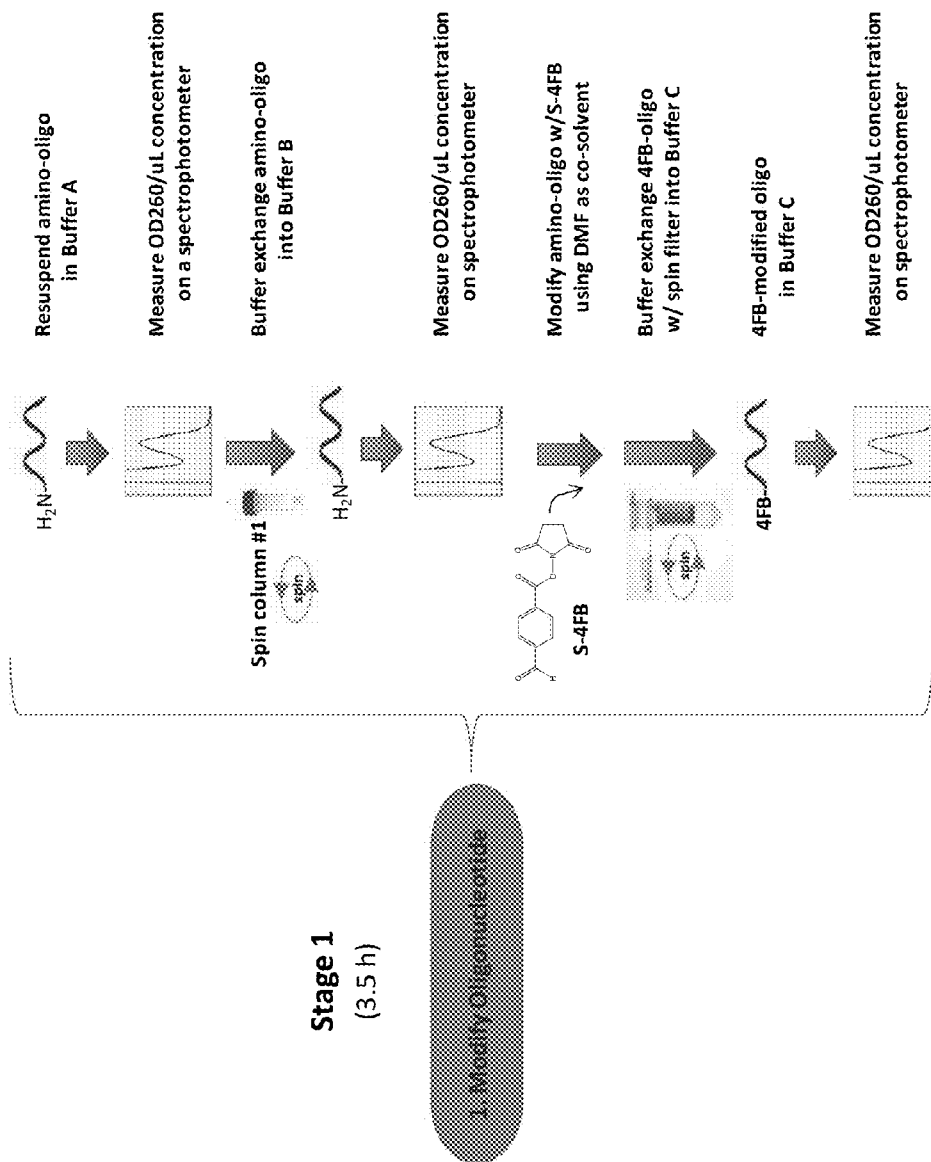 Stage 1
(3.5 h)
1. Modify Oligonucleotide
H₂N-
Resuspend amino-oligo
in Buffer A
Measure OD260/uL concentration
on a spectrophotometer
Spin column #1
spin
Buffer exchange amino-oligo
into Buffer B
H₂N-
Measure OD260/uL concentration
on spectrophotometer
O
H
O
O
N
O
O
S-4FB
Modify amino-oligo w/S-4FB
using DMF as co-solvent
spin
Buffer exchange 4FB-oligo
w/ spin filter into Buffer C
4FB-
4FB-modified oligo
in Buffer C
Measure OD260/uL concentration
on spectrophotometer